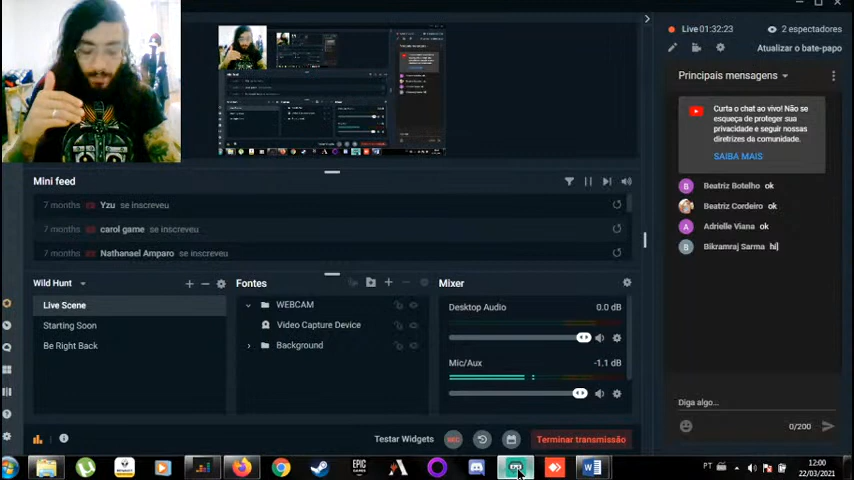 Live 01:32:23
2 espectadores
Atualizar o bate-papo
Principais mensagens
Curta o chat ao vivo! Não se
esqueça de proteger sua
privacidade e seguir nossas
diretrizes da comunidade.
SAIBA MAIS
Beatriz Botelho ok
Beatriz Cordeiro ok
Adrielle Viana ok
Bikramraj Sarma hi
Mini feed
7 months Yzu se inscreveu
7 months carol game se inscreveu
7 months Nathanael Amparo se inscreveu
Wild Hunt
Live Scene
Starting Soon
Be Right Back
Fontes
WEBCAM
Video Capture Device
Background
Mixer
Desktop Audio 0.0 dB
Mic/Aux -1.1 dB
Diga algo...
0/200
Testar Widgets
REC
Terminar transmissão
EPIC
GAMES
PT
12:00
22/03/2021